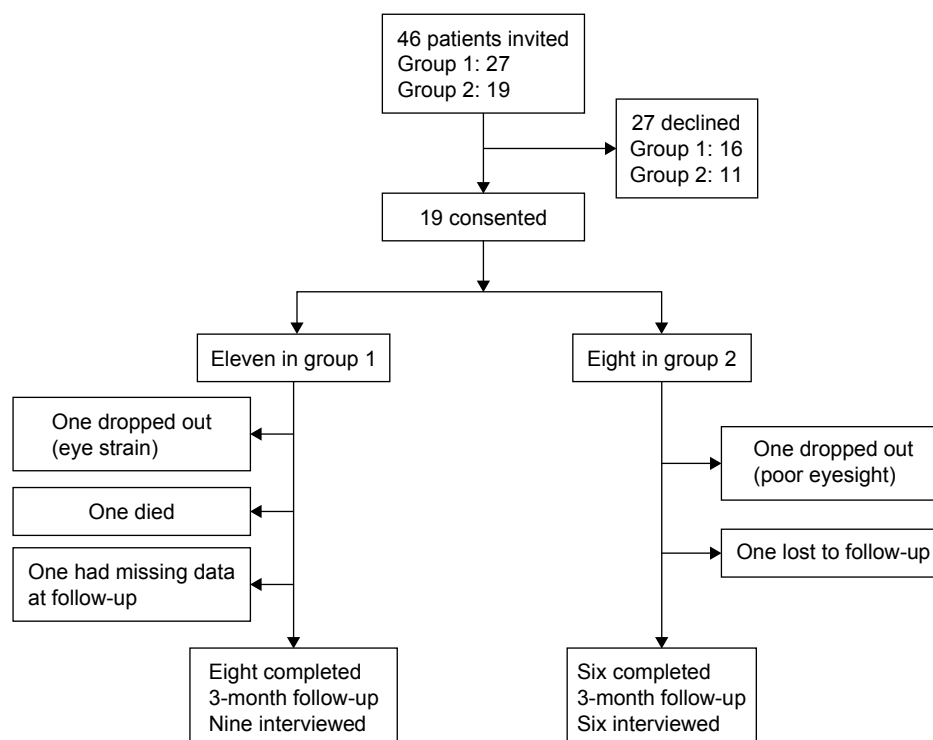 46 patients invited
Group 1: 27
Group 2: 19
27 declined
Group 1: 16
Group 2: 11
19 consented
Eleven in group 1
Eight in group 2
One dropped out
(eye strain)
One dropped out
(poor eyesight)
One died
One lost to follow-up
One had missing data
at follow-up
Eight completed
3-month follow-up
Nine interviewed
Six completed
3-month follow-up
Six interviewed